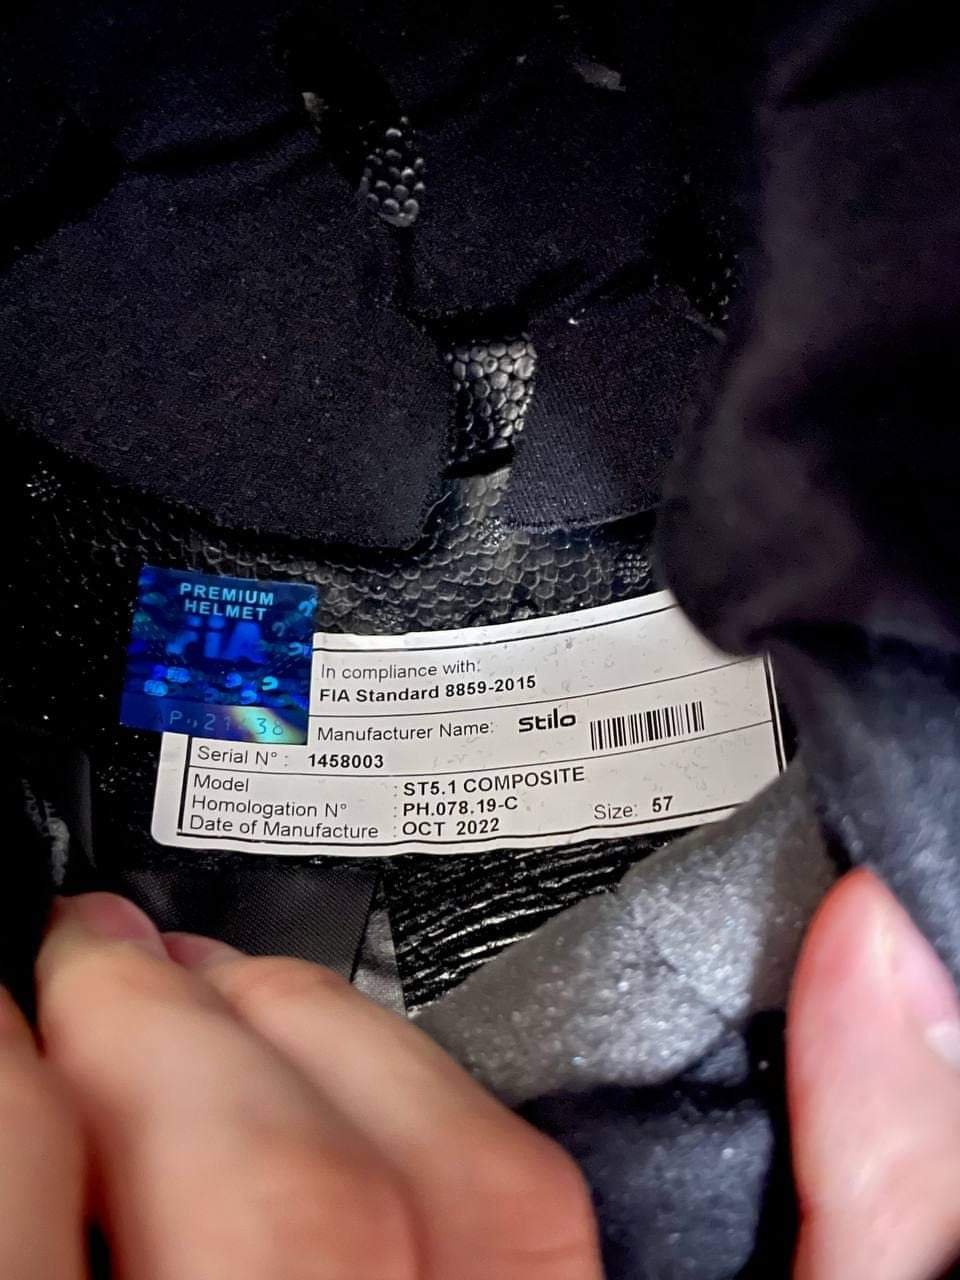 PREMIUM
HELMET
FIA
In compliance with:
FIA Standard 8859-2015
Manufacturer Name: Stilo
Serial N° : 1458003
Model : ST5.1 COMPOSITE
Homologation N° : PH.078.19-C
Size: 57
Date of Manufacture : OCT 2022